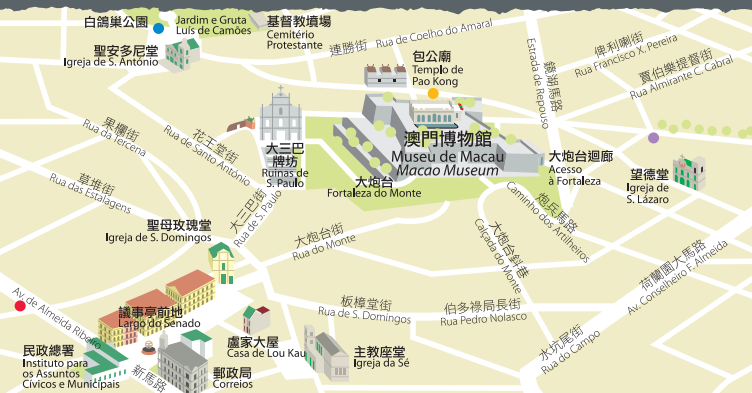 白鴿巢公園
Jardim e Gruta
Luís de Camões
基督教墳場
Cemitério
Protestante
連勝街 Rua de Coelho do Amaral
俾利喇街
Rua Francisco X. Pereira
賈伯樂提督街
Rua Almirante C. Cabral
鏡湖馬路
Estrada de Repouso
聖安多尼堂
Igreja de S. António
包公廟
Templo de
Pao Kong
果欄街
Rua da Tercena
花王堂街
Rua de Santo António
大三巴
牌坊
Ruinas de
S. Paulo
澳門博物館
Museu de Macau
Macao Museum
大炮台
Fortaleza do Monte
大炮台迴廊
Acesso
à Fortaleza
望德堂
Igreja de
S. Lázaro
草堆街
Rua das Estalagens
大三巴街
Rua de S. Paulo
聖母玫瑰堂
Igreja de S. Domingos
大炮台街
Rua do Monte
大炮台斜巷
Calçada do Monte
炮兵馬路
Caminho dos Artilheiros
荷蘭園大馬路
Av. Conselheiro F. Almeida
Av. de Almeida Ribeiro
議事亭前地
Largo do Senado
板樟堂街
Rua de S. Domingos
伯多祿局長街
Rua Pedro Nolasco
水坑尾街
Rua do Campo
民政總署
Instituto para
os Assuntos
Cívicos e Municipais
新馬路
郵政局
Correios
盧家大屋
Casa de Lou Kau
主教座堂
Igreja da Sé